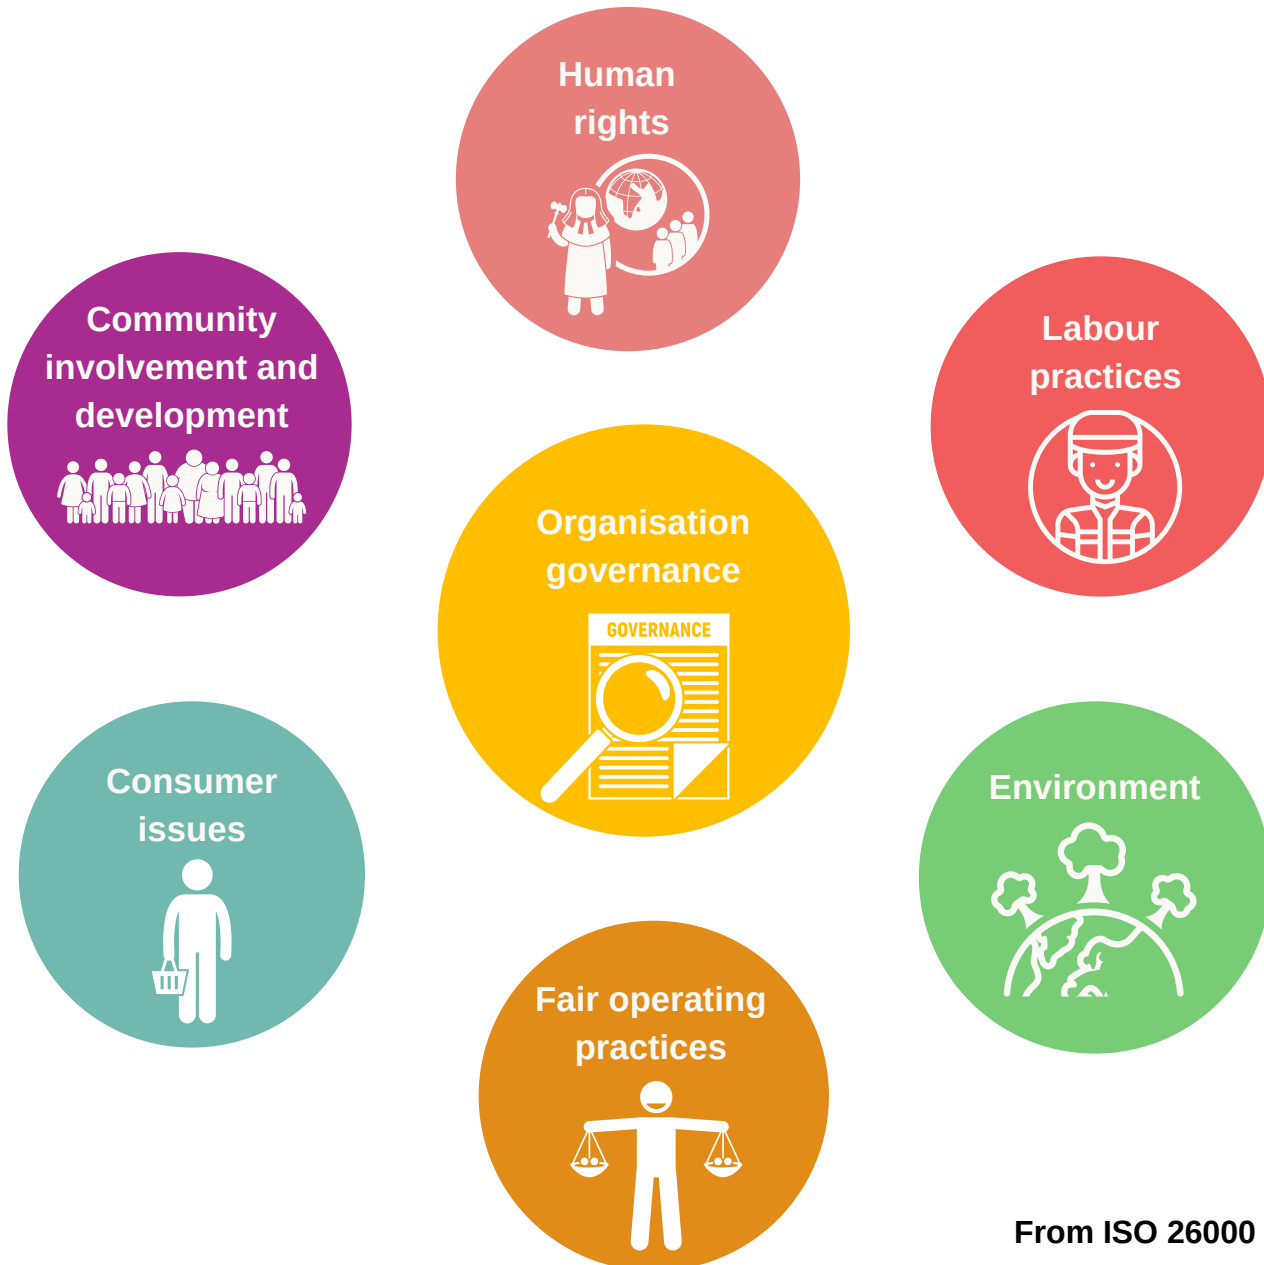 Human
rights
Community
involvement and
development
Labour
practices
Organisation
governance
GOVERNANCE
Consumer
issues
Environment
Fair operating
practices
From ISO 26000